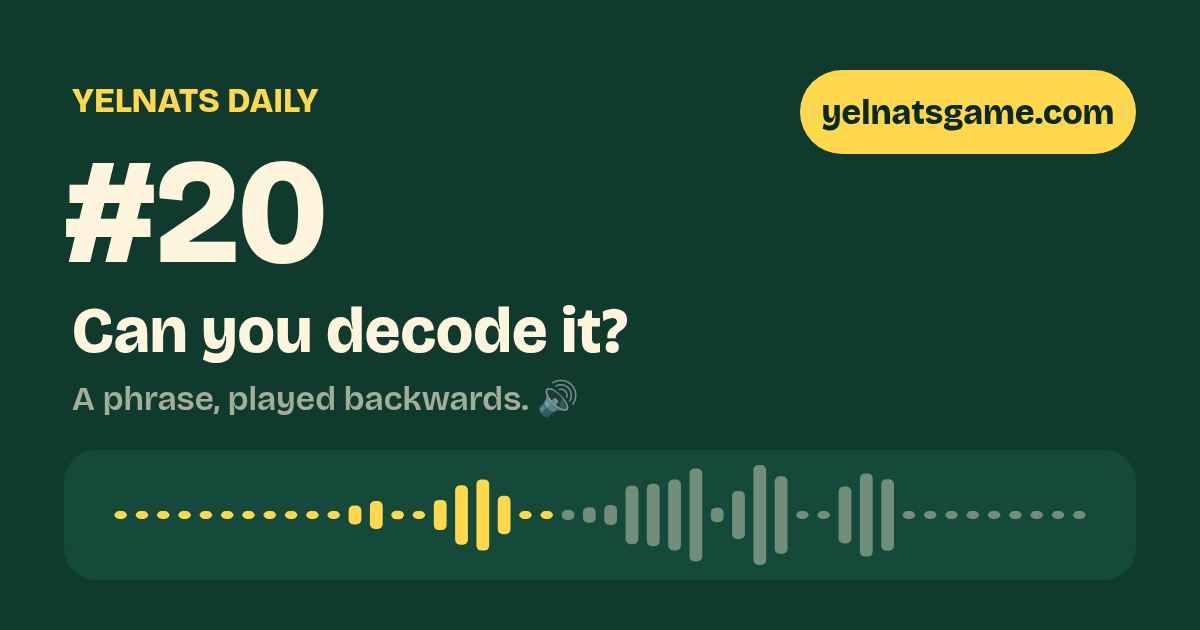 YELNATS DAILY
yelnatsgame.com
#20
Can you decode it?
A phrase, played backwards. 🔊